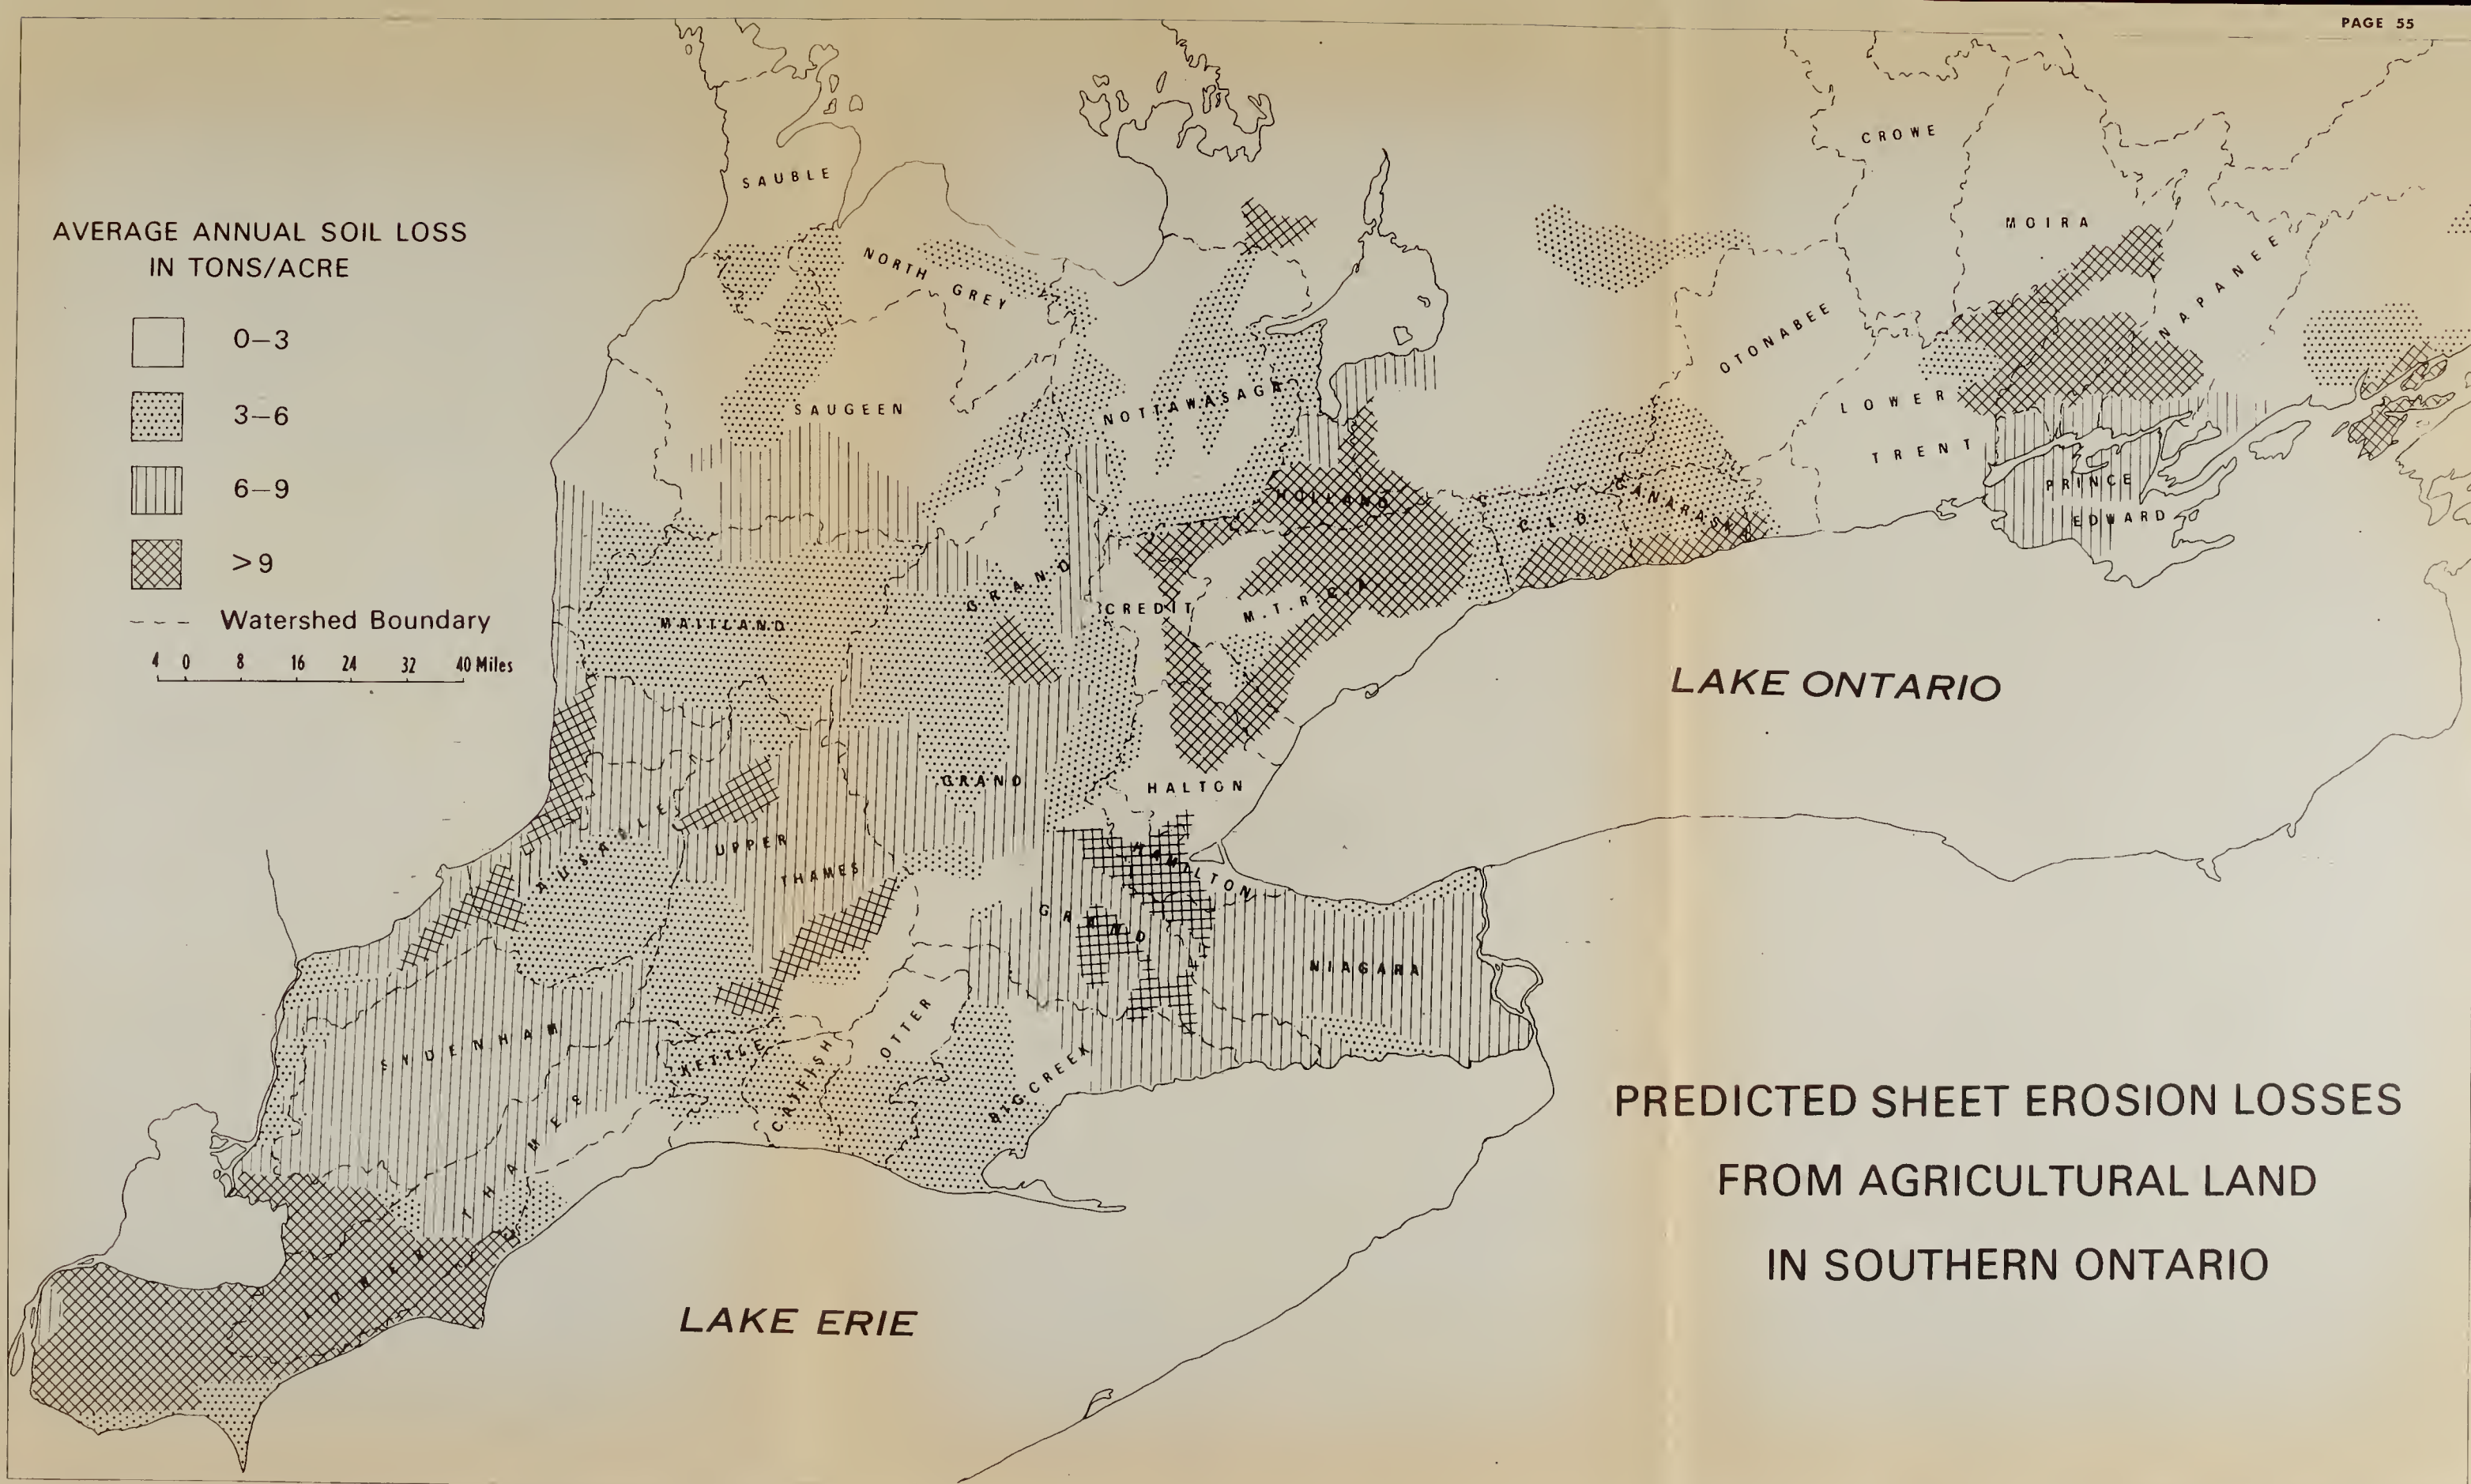 PAGE 55
AVERAGE ANNUAL SOIL LOSS
IN TONS/ACRE
0–3
3–6
6–9
>9
Watershed Boundary
4 0 8 16 24 32 40 Miles
SAUBLE
NORTH
GREY
SAUGEEN
NOTTAWASAGA
CROWE
MOIRA
NAPANEE
OTONABEE
LOWER
TRENT
PRINCE
EDWARD
HOLLAND
CLO
GANARASKA
GRAND
CREDIT
M.T.R.C.A.
MAITLAND
LAKE ONTARIO
GRAND
HALTON
AUSABLE
UPPER
THAMES
HAMILTON
GRAND
NIAGARA
SYDENHAM
KETTLE
CATFISH
OTTER
BIG CREEK
LOWER THAMES
LAKE ERIE
PREDICTED SHEET EROSION LOSSES
FROM AGRICULTURAL LAND
IN SOUTHERN ONTARIO